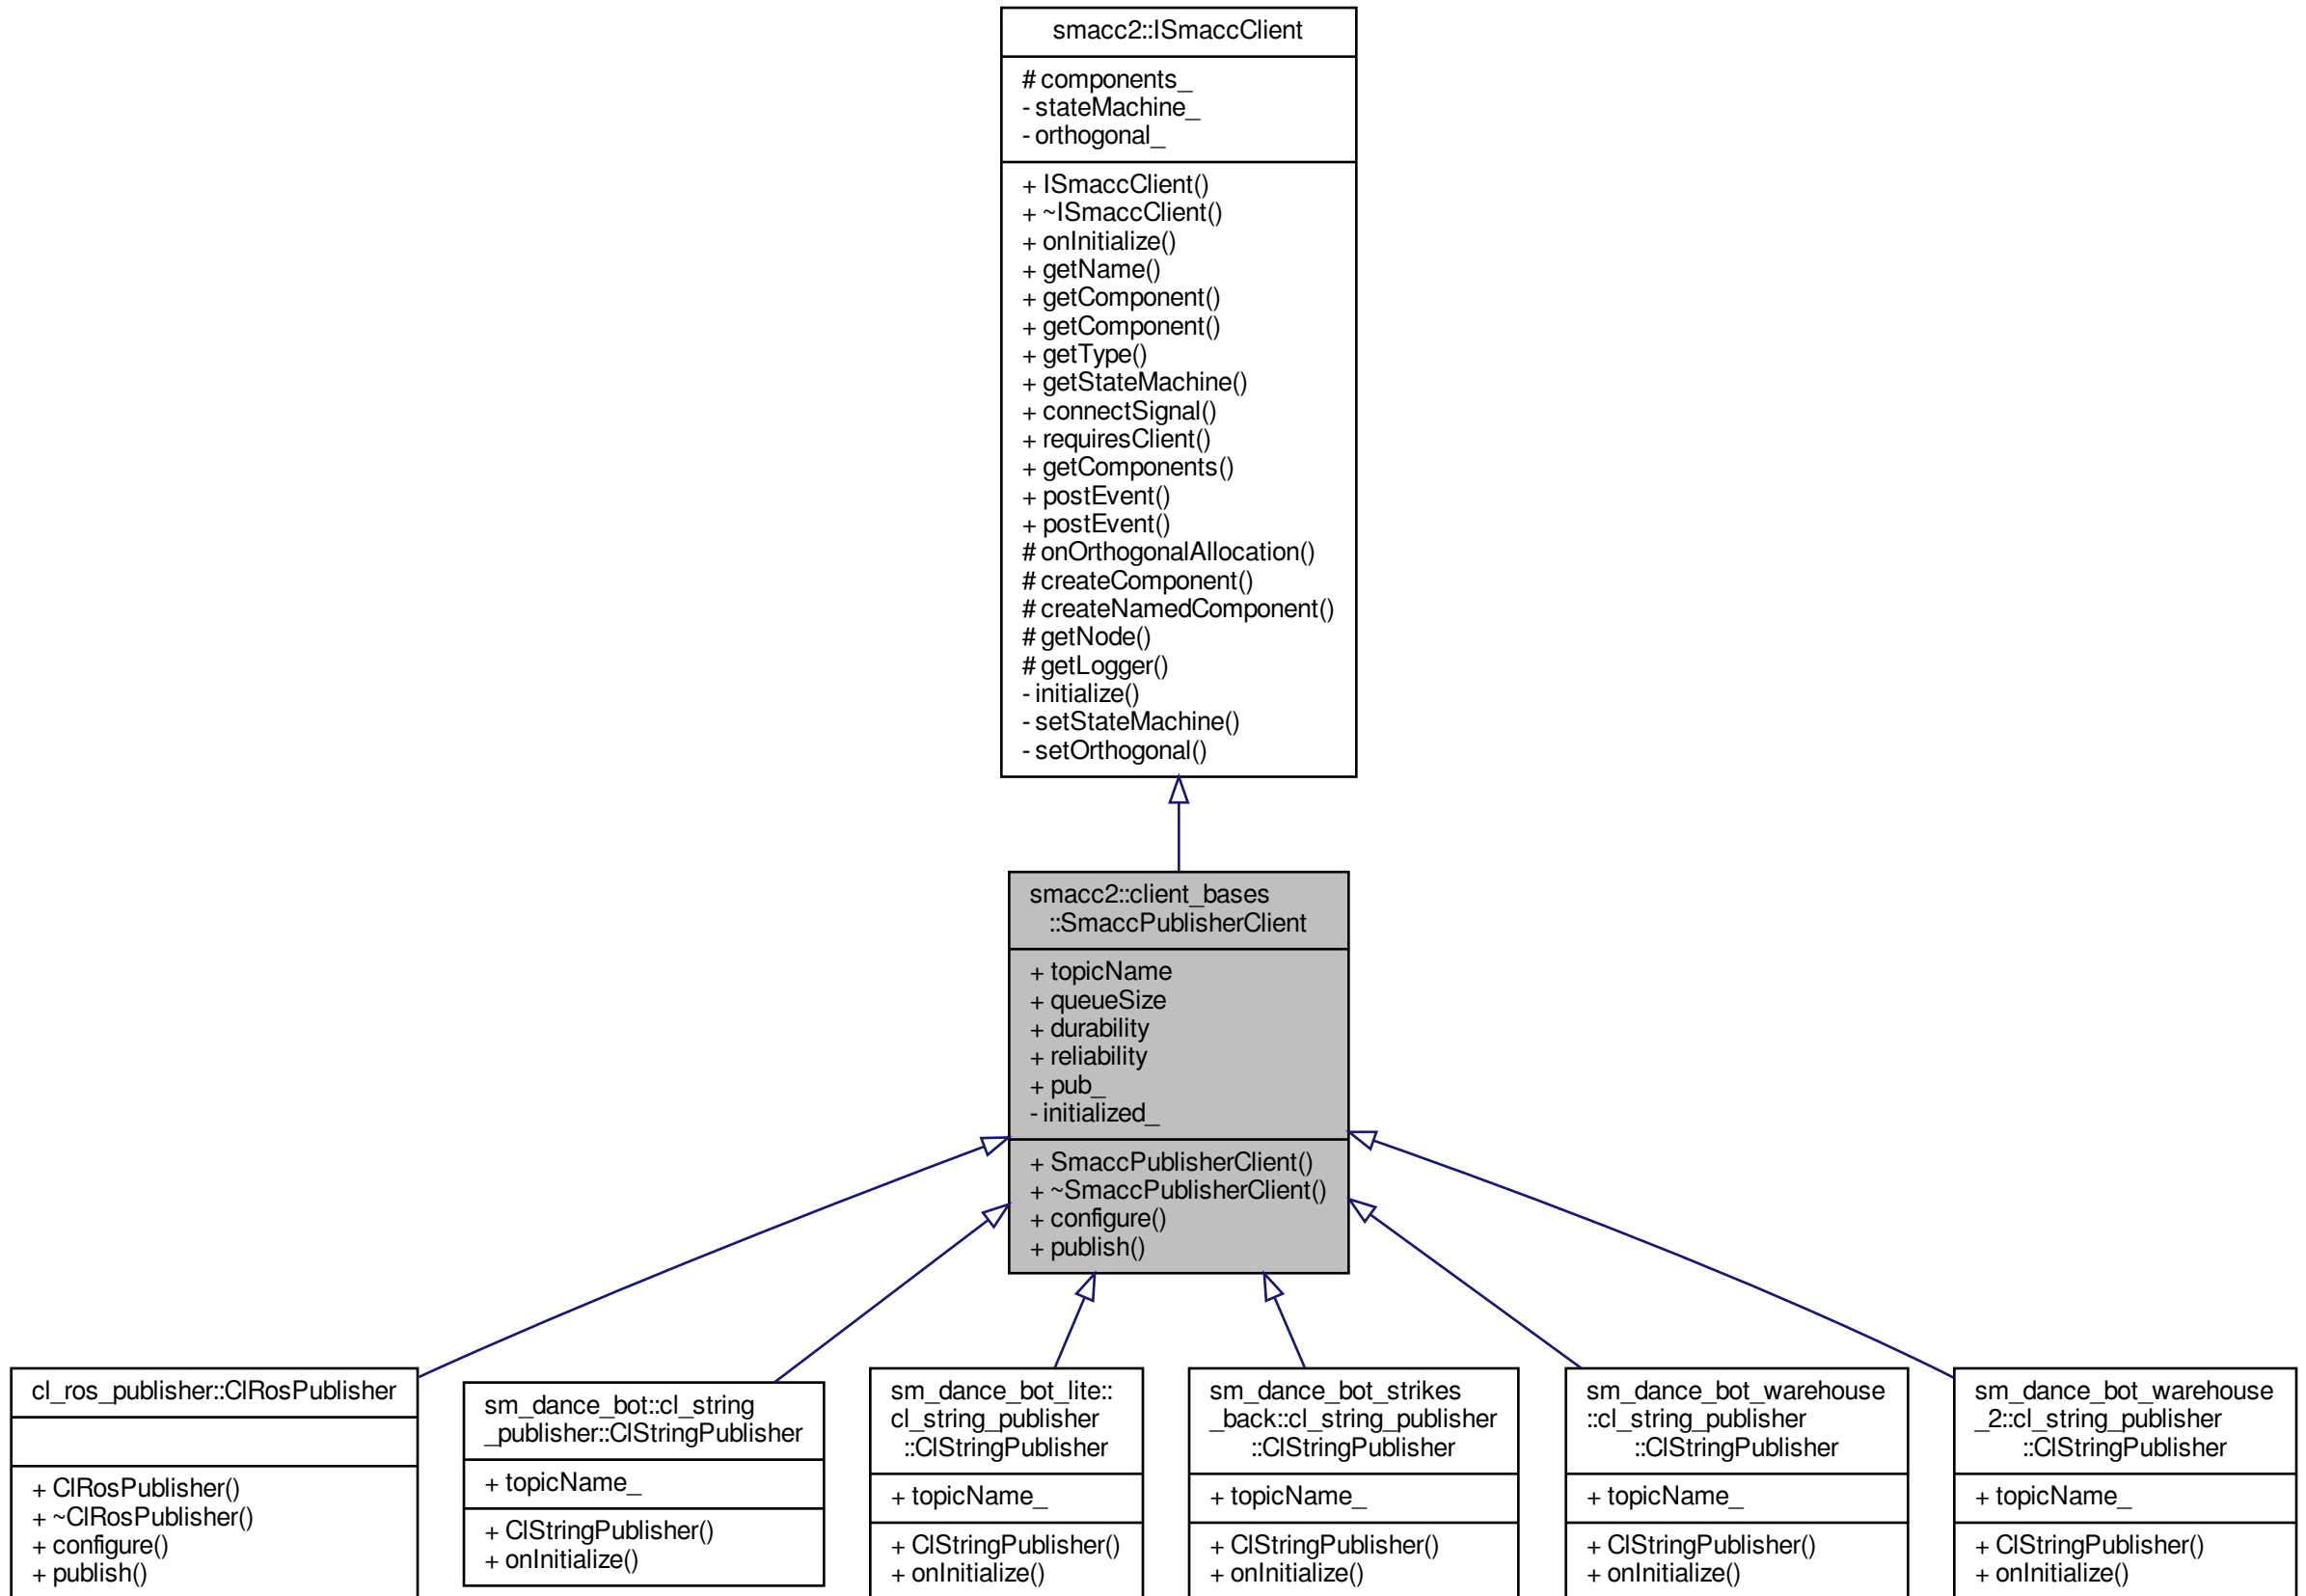 smacc2::ISmaccClient
# components_
- stateMachine_
- orthogonal_
+ ISmaccClient()
+ ~ISmaccClient()
+ onInitialize()
+ getName()
+ getComponent()
+ getComponent()
+ getType()
+ getStateMachine()
+ connectSignal()
+ requiresClient()
+ getComponents()
+ postEvent()
+ postEvent()
# onOrthogonalAllocation()
# createComponent()
# createNamedComponent()
# getNode()
# getLogger()
- initialize()
- setStateMachine()
- setOrthogonal()
smacc2::client_bases
::SmaccPublisherClient
+ topicName
+ queueSize
+ durability
+ reliability
+ pub_
- initialized_
+ SmaccPublisherClient()
+ ~SmaccPublisherClient()
+ configure()
+ publish()
cl_ros_publisher::ClRosPublisher
+ ClRosPublisher()
+ ~ClRosPublisher()
+ configure()
+ publish()
sm_dance_bot::cl_string
_publisher::ClStringPublisher
+ topicName_
+ ClStringPublisher()
+ onInitialize()
sm_dance_bot_lite::
cl_string_publisher
::ClStringPublisher
+ topicName_
+ ClStringPublisher()
+ onInitialize()
sm_dance_bot_strikes
_back::cl_string_publisher
::ClStringPublisher
+ topicName_
+ ClStringPublisher()
+ onInitialize()
sm_dance_bot_warehouse
::cl_string_publisher
::ClStringPublisher
+ topicName_
+ ClStringPublisher()
+ onInitialize()
sm_dance_bot_warehouse
_2::cl_string_publisher
::ClStringPublisher
+ topicName_
+ ClStringPublisher()
+ onInitialize()